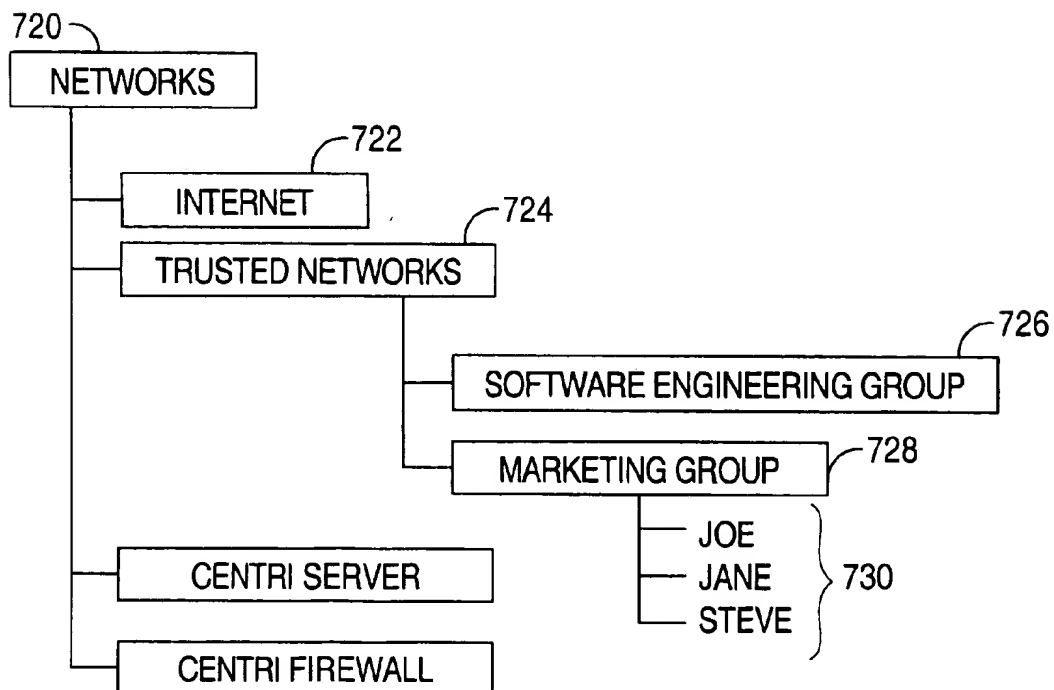 720
NETWORKS
722
INTERNET
724
TRUSTED NETWORKS
726
SOFTWARE ENGINEERING GROUP
728
MARKETING GROUP
JOE
JANE
730
STEVE
CENTRI SERVER
CENTRI FIREWALL